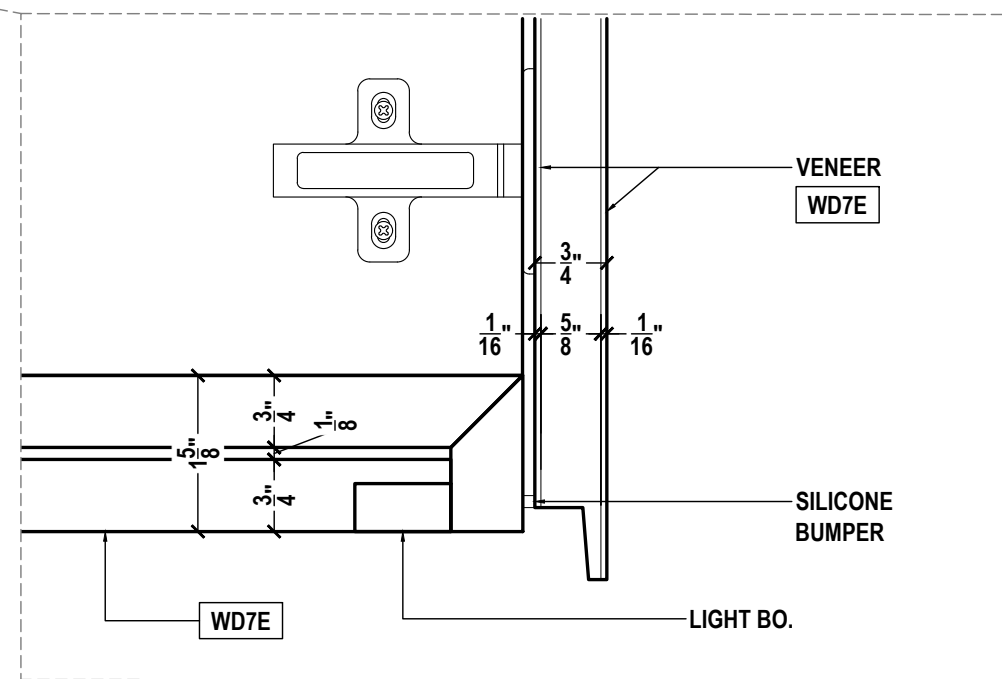 VENEER
WD7E
3/4"
1/16"
5/8"
1/16"
3/4"
1/8"
1 5/8"
3/4"
SILICONE
BUMPER
WD7E
LIGHT BO.